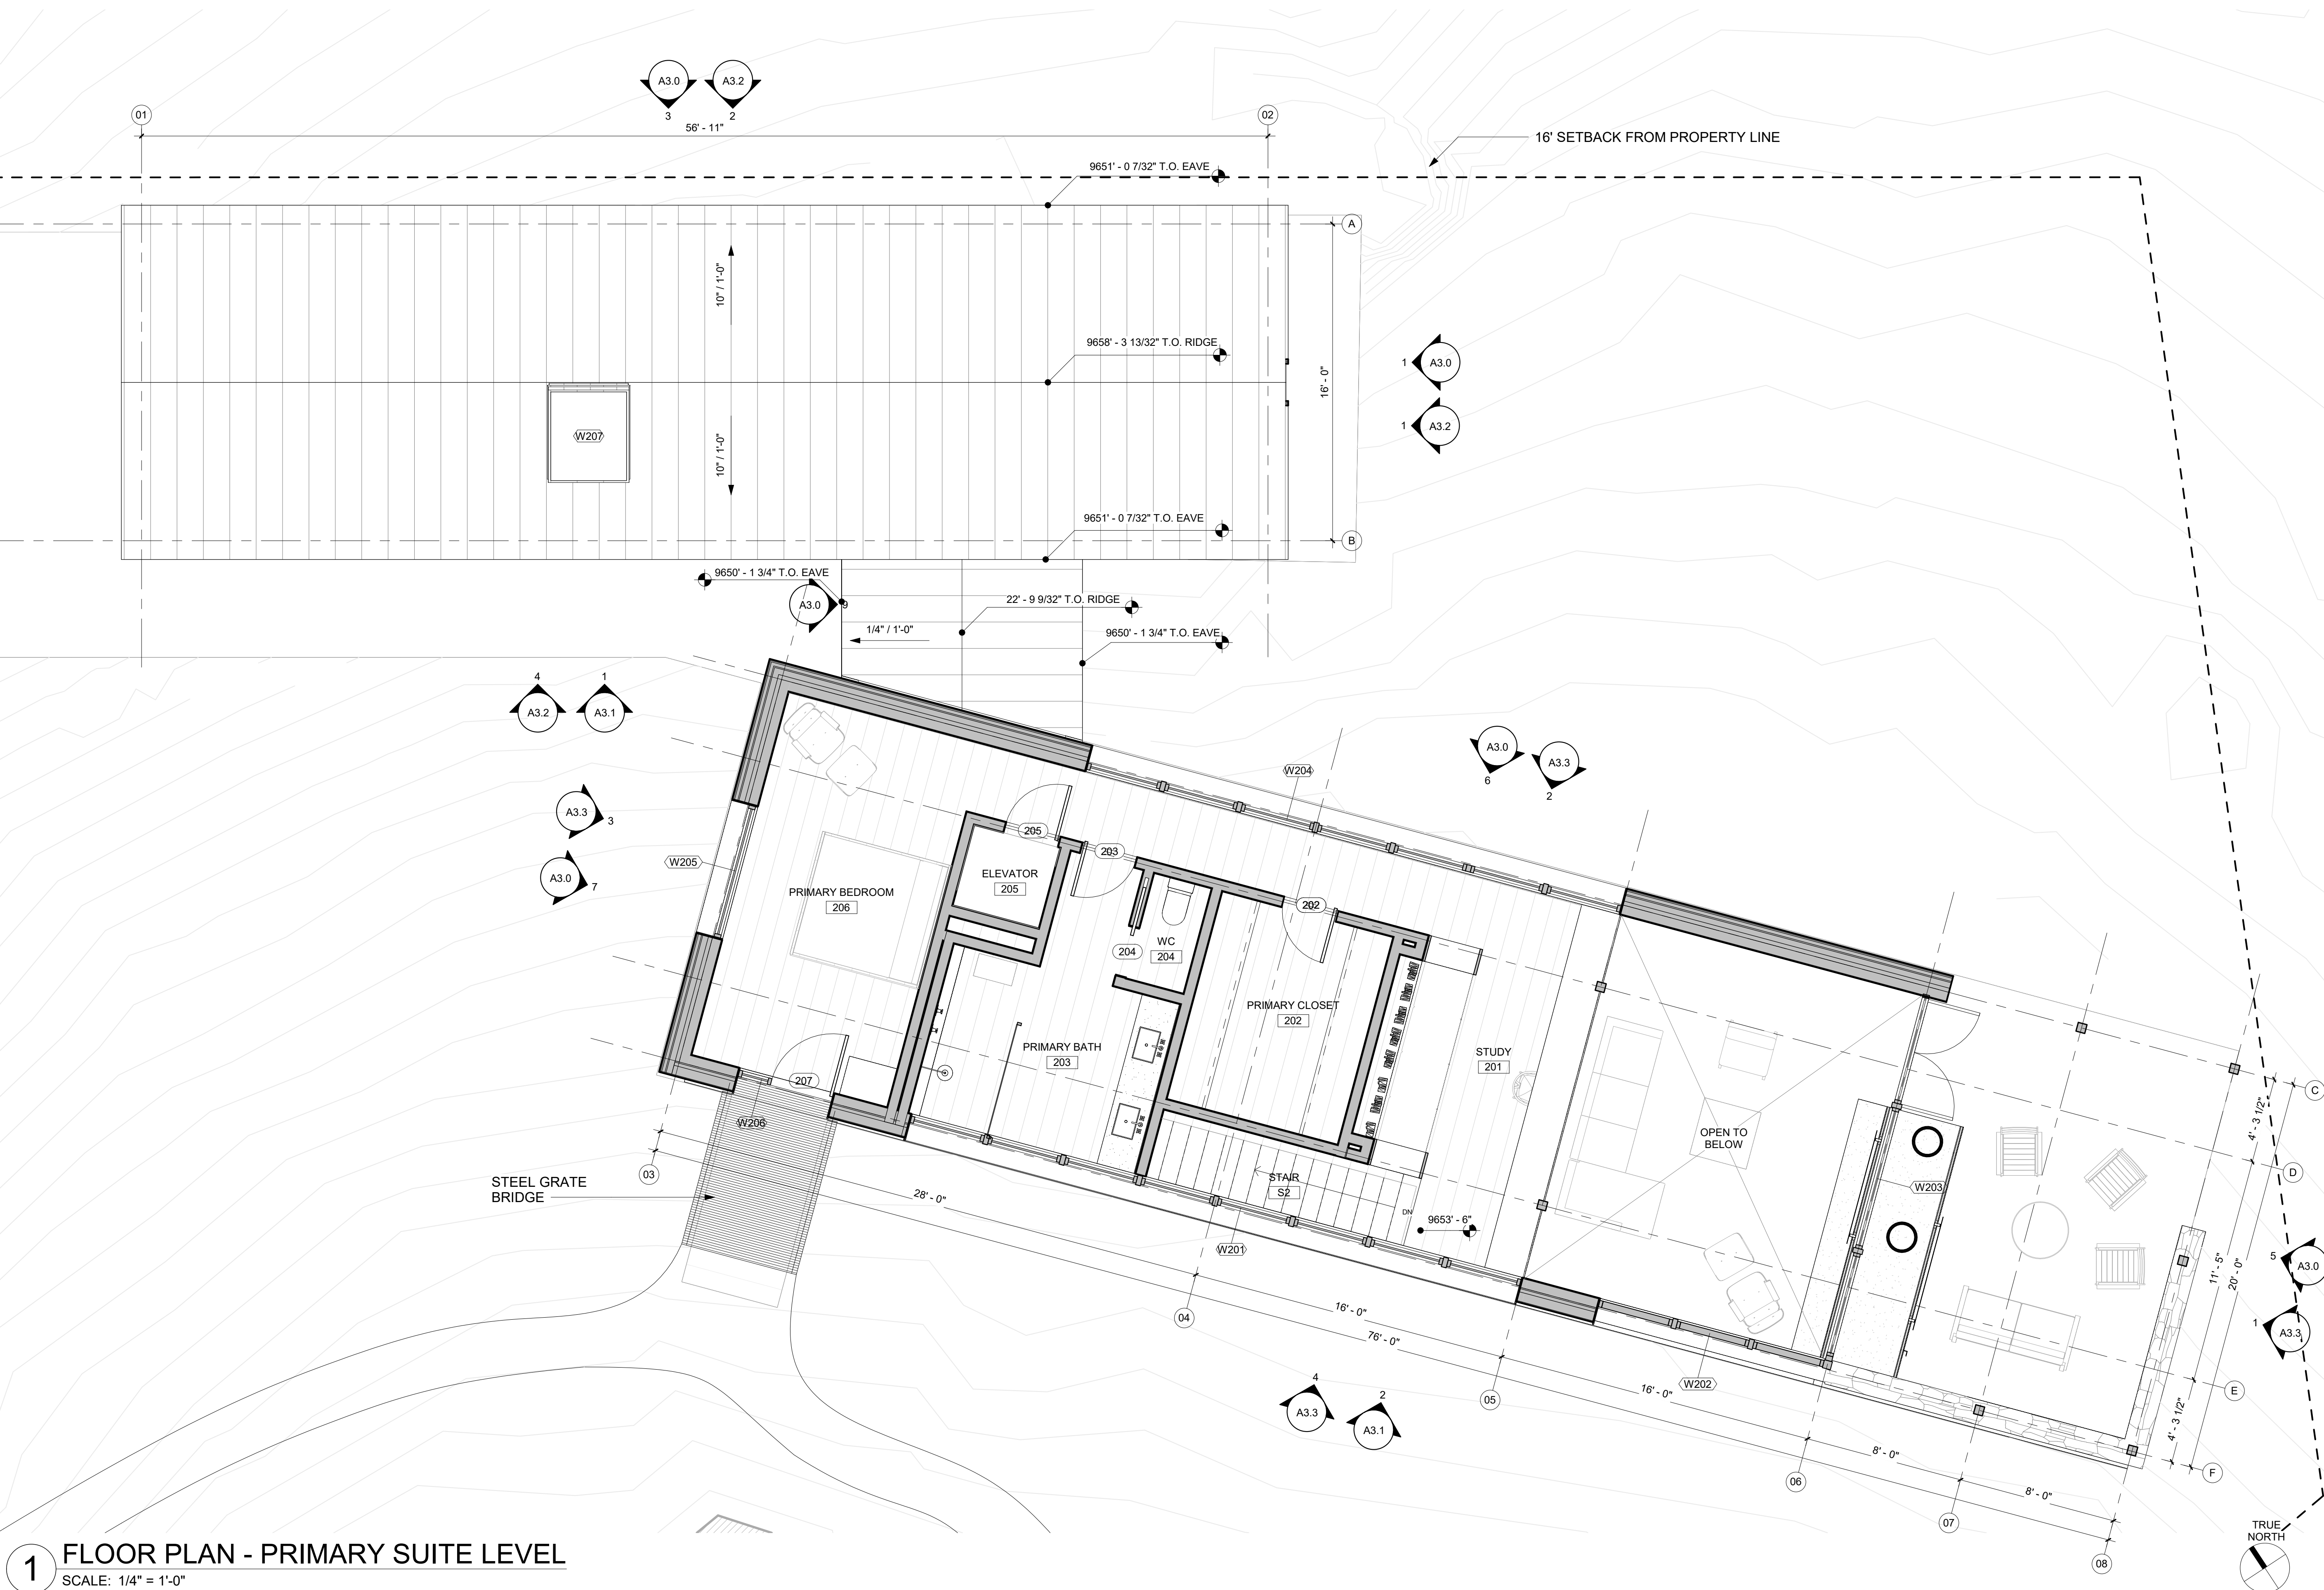 A3.0
A3.2
3
2
01
02
56' - 11"
16' SETBACK FROM PROPERTY LINE
9651' - 0 7/32" T.O. EAVE
A
10" / 1'-0"
9658' - 3 13/32" T.O. RIDGE
1
A3.0
16' - 0"
1
A3.2
W207
10" / 1'-0"
9651' - 0 7/32" T.O. EAVE
B
9650' - 1 3/4" T.O. EAVE
A3.0
9
22' - 9 9/32" T.O. RIDGE
1/4" / 1'-0"
9650' - 1 3/4" T.O. EAVE
4
1
A3.2
A3.1
A3.0
6
A3.3
2
W204
A3.3
3
205
203
W205
ELEVATOR
205
A3.0
7
PRIMARY BEDROOM
206
202
WC
204
204
PRIMARY CLOSET
202
PRIMARY BATH
203
STUDY
201
207
W206
OPEN TO
BELOW
C
4' - 3 1/2"
D
03
STEEL GRATE
BRIDGE
28' - 0"
STAIR
S2
DN
9653' - 6"
W201
W203
11' - 5"
20' - 0"
5
A3.0
04
16' - 0"
76' - 0"
1
A3.3
4
A3.3
2
A3.1
05
16' - 0"
W202
E
4' - 3 1/2"
06
8' - 0"
F
8' - 0"
07
08
TRUE
NORTH
1
FLOOR PLAN - PRIMARY SUITE LEVEL
SCALE: 1/4" = 1'-0"